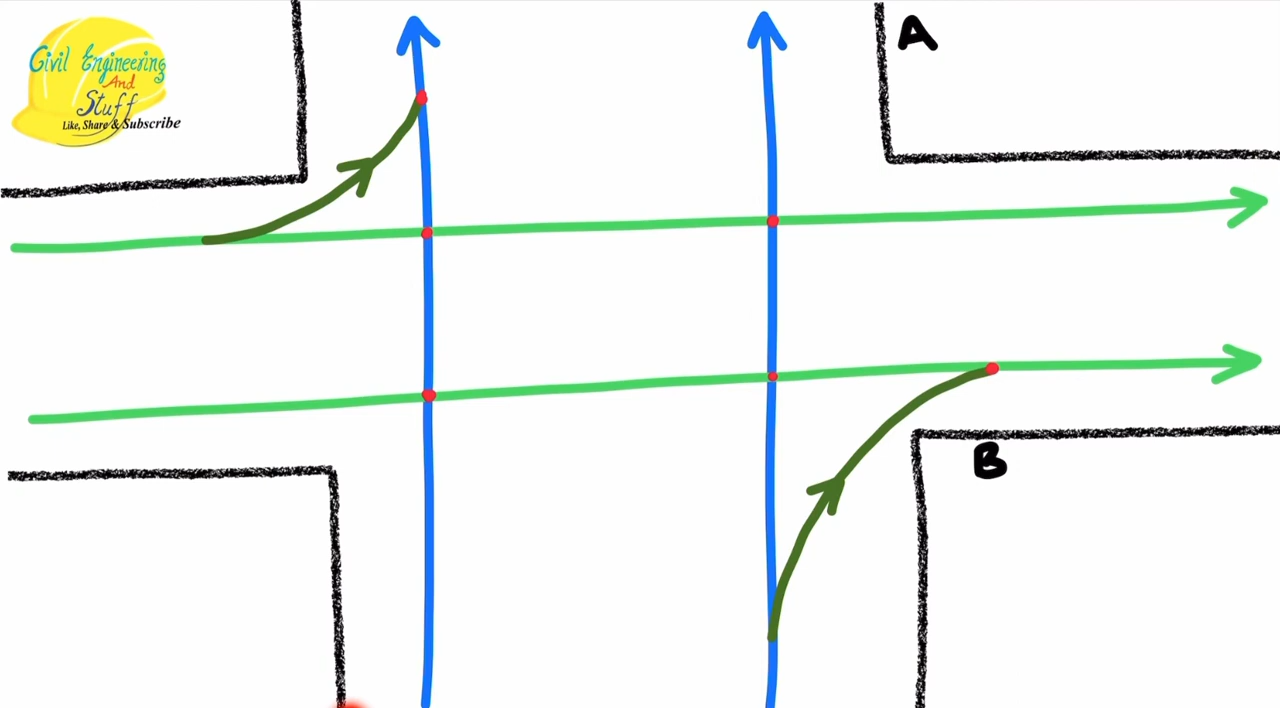 Civil Engineering
And
Stuff
Like, Share & Subscribe
A
B